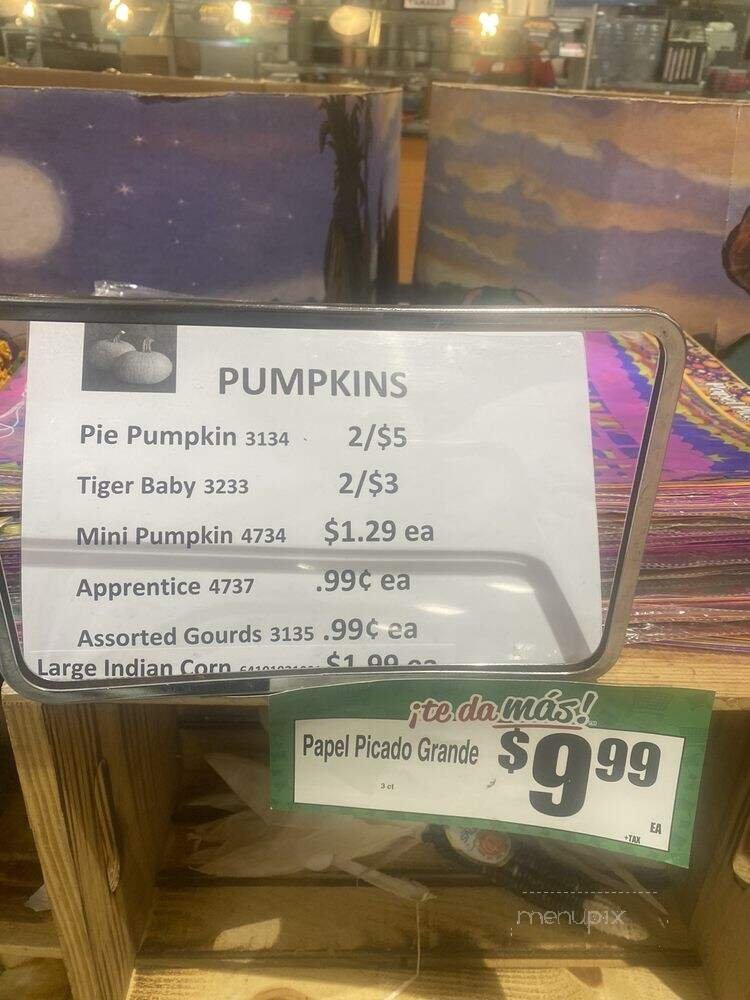 PUMPKINS
Pie Pumpkin 3134 2/$5
Tiger Baby 3233 2/$3
Mini Pumpkin 4734 $1.29 ea
Apprentice 4737 .99¢ ea
Assorted Gourds 3135 .99¢ ea
Large Indian Corn
¡te da más!
Papel Picado Grande $9 99
3 ct
EA
+TAX
menupix